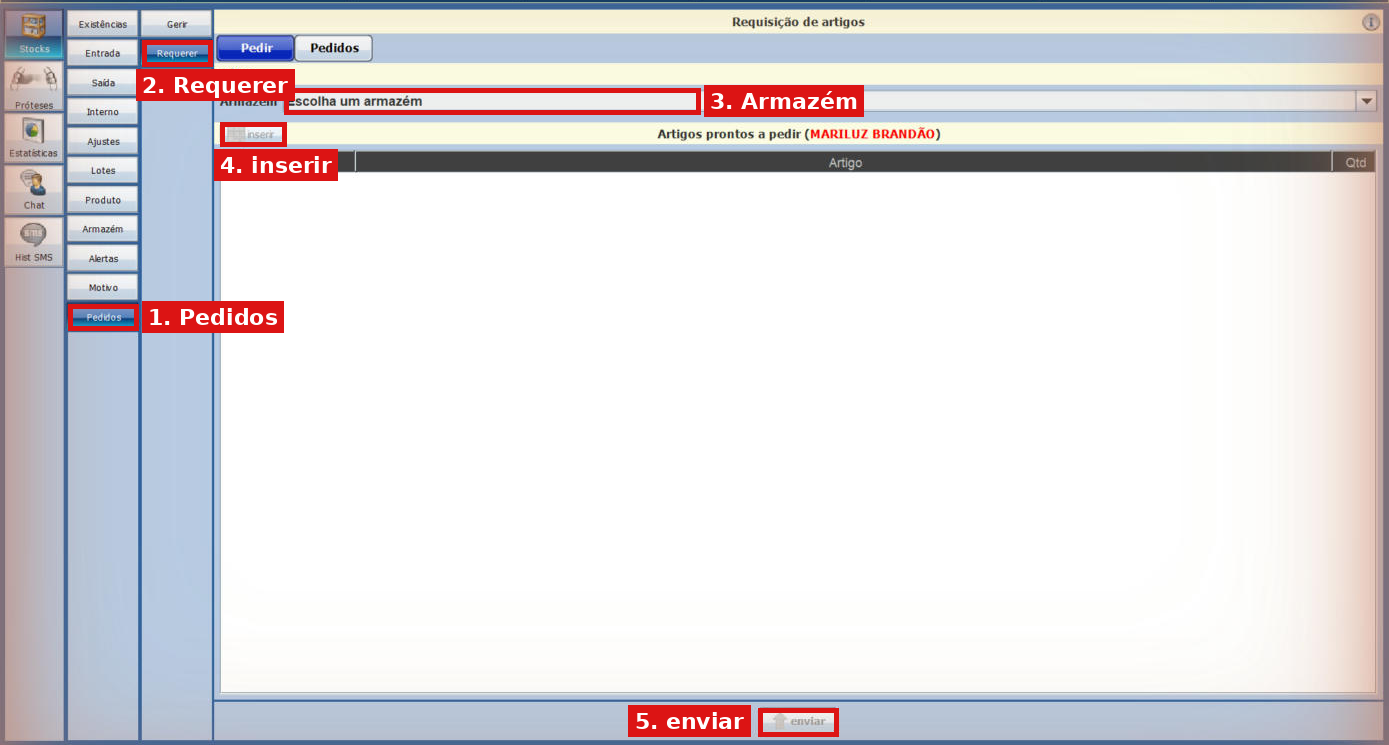 Stocks
Próteses
Estatísticas
Chat
Hist SMS
Existências
Entrada
Saída
Interno
Ajustes
Lotes
Produto
Armazém
Alertas
Motivo
Pedidos
1. Pedidos
Gerir
Requerer
2. Requerer
Requisição de artigos
Pedir
Pedidos
Armazém
Escolha um armazém
3. Armazém
inserir
Artigos prontos a pedir (MARILUZ BRANDÃO)
4. inserir
Artigo
Qtd
5. enviar
enviar